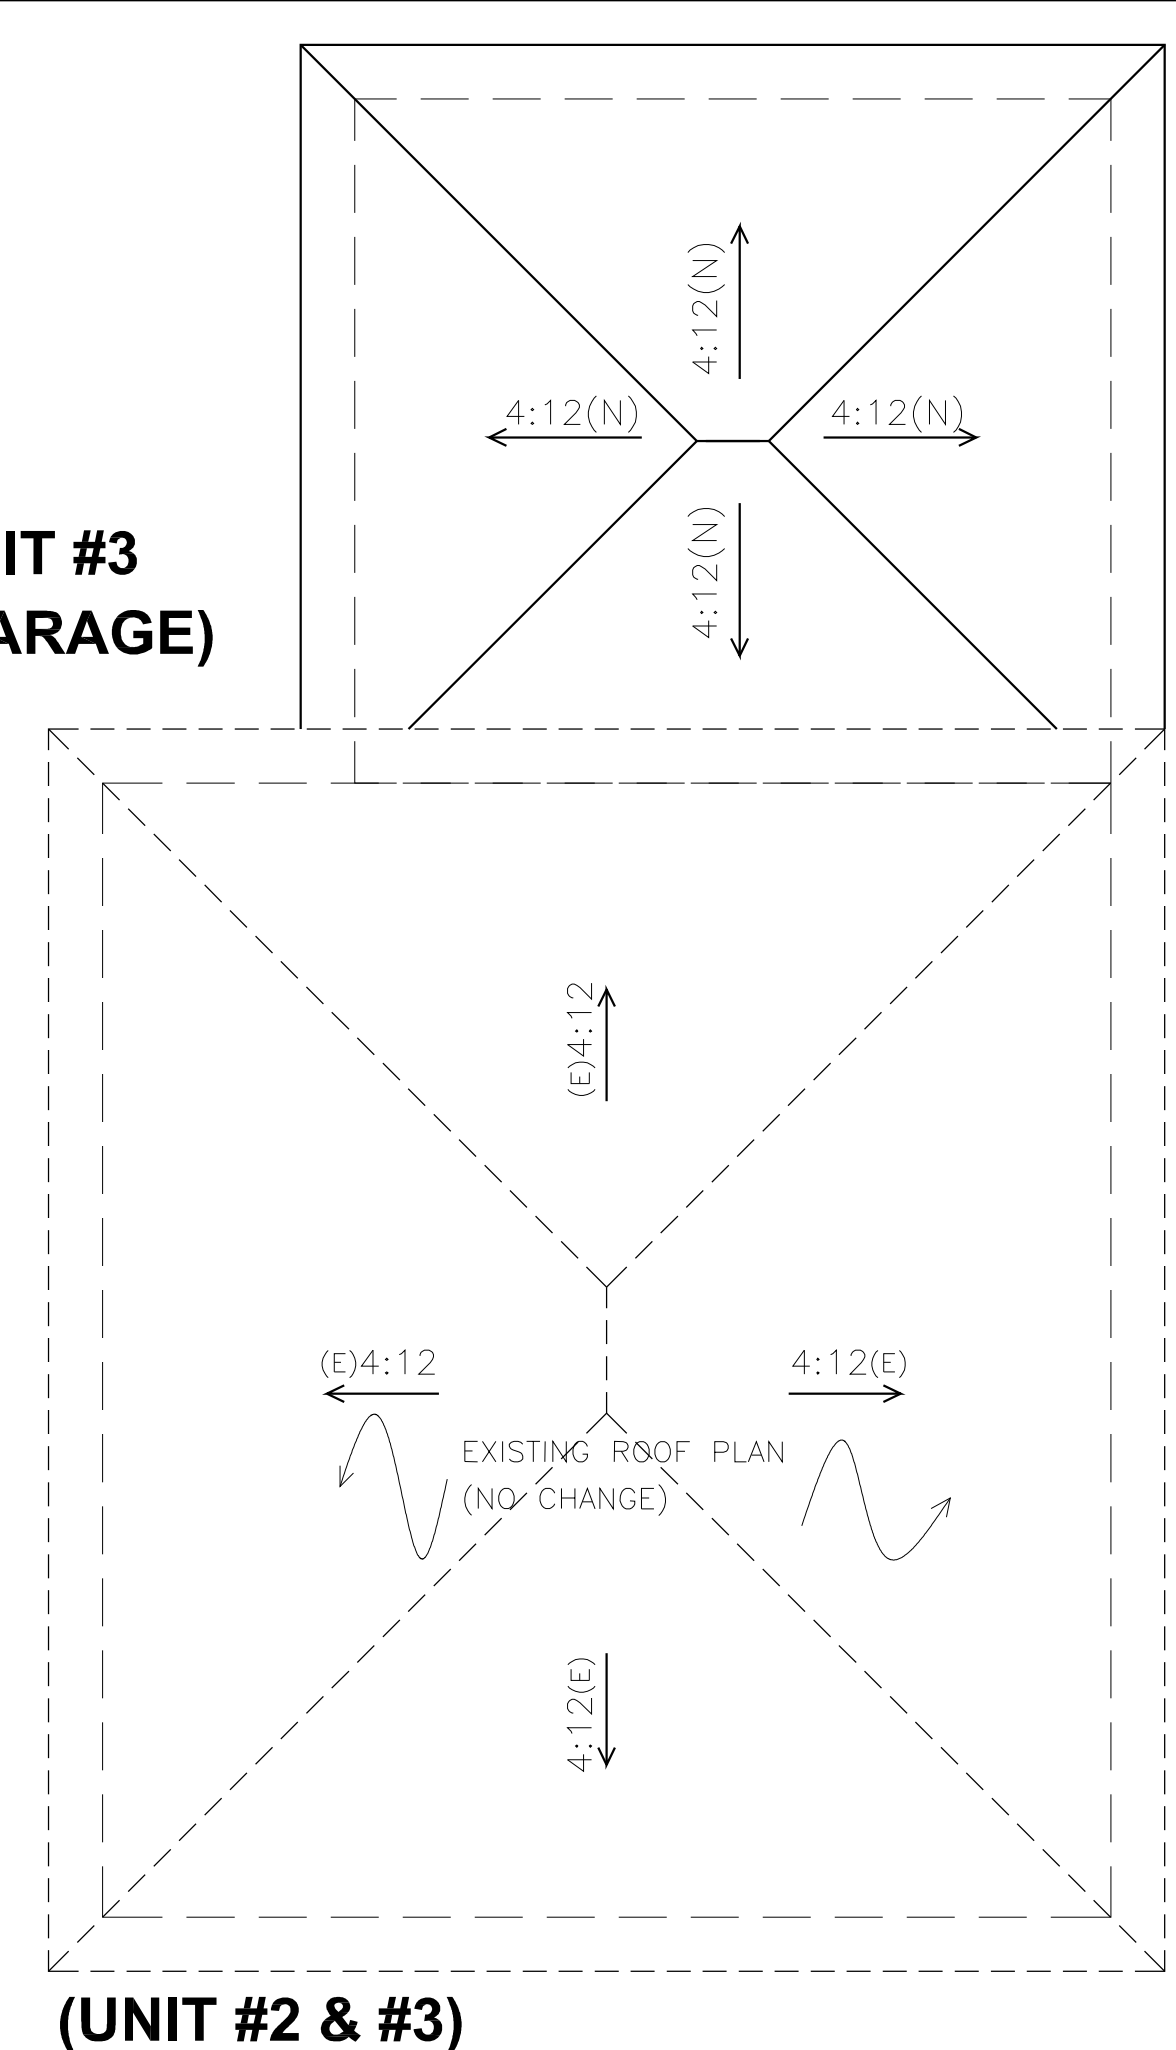 4:12(N)
4:12(N)
4:12(N)
4:12(N)
IT #3
ARAGE)
(E)4:12
(E)4:12
4:12(E)
EXISTING ROOF PLAN
(NO CHANGE)
4:12(E)
(UNIT #2 & #3)